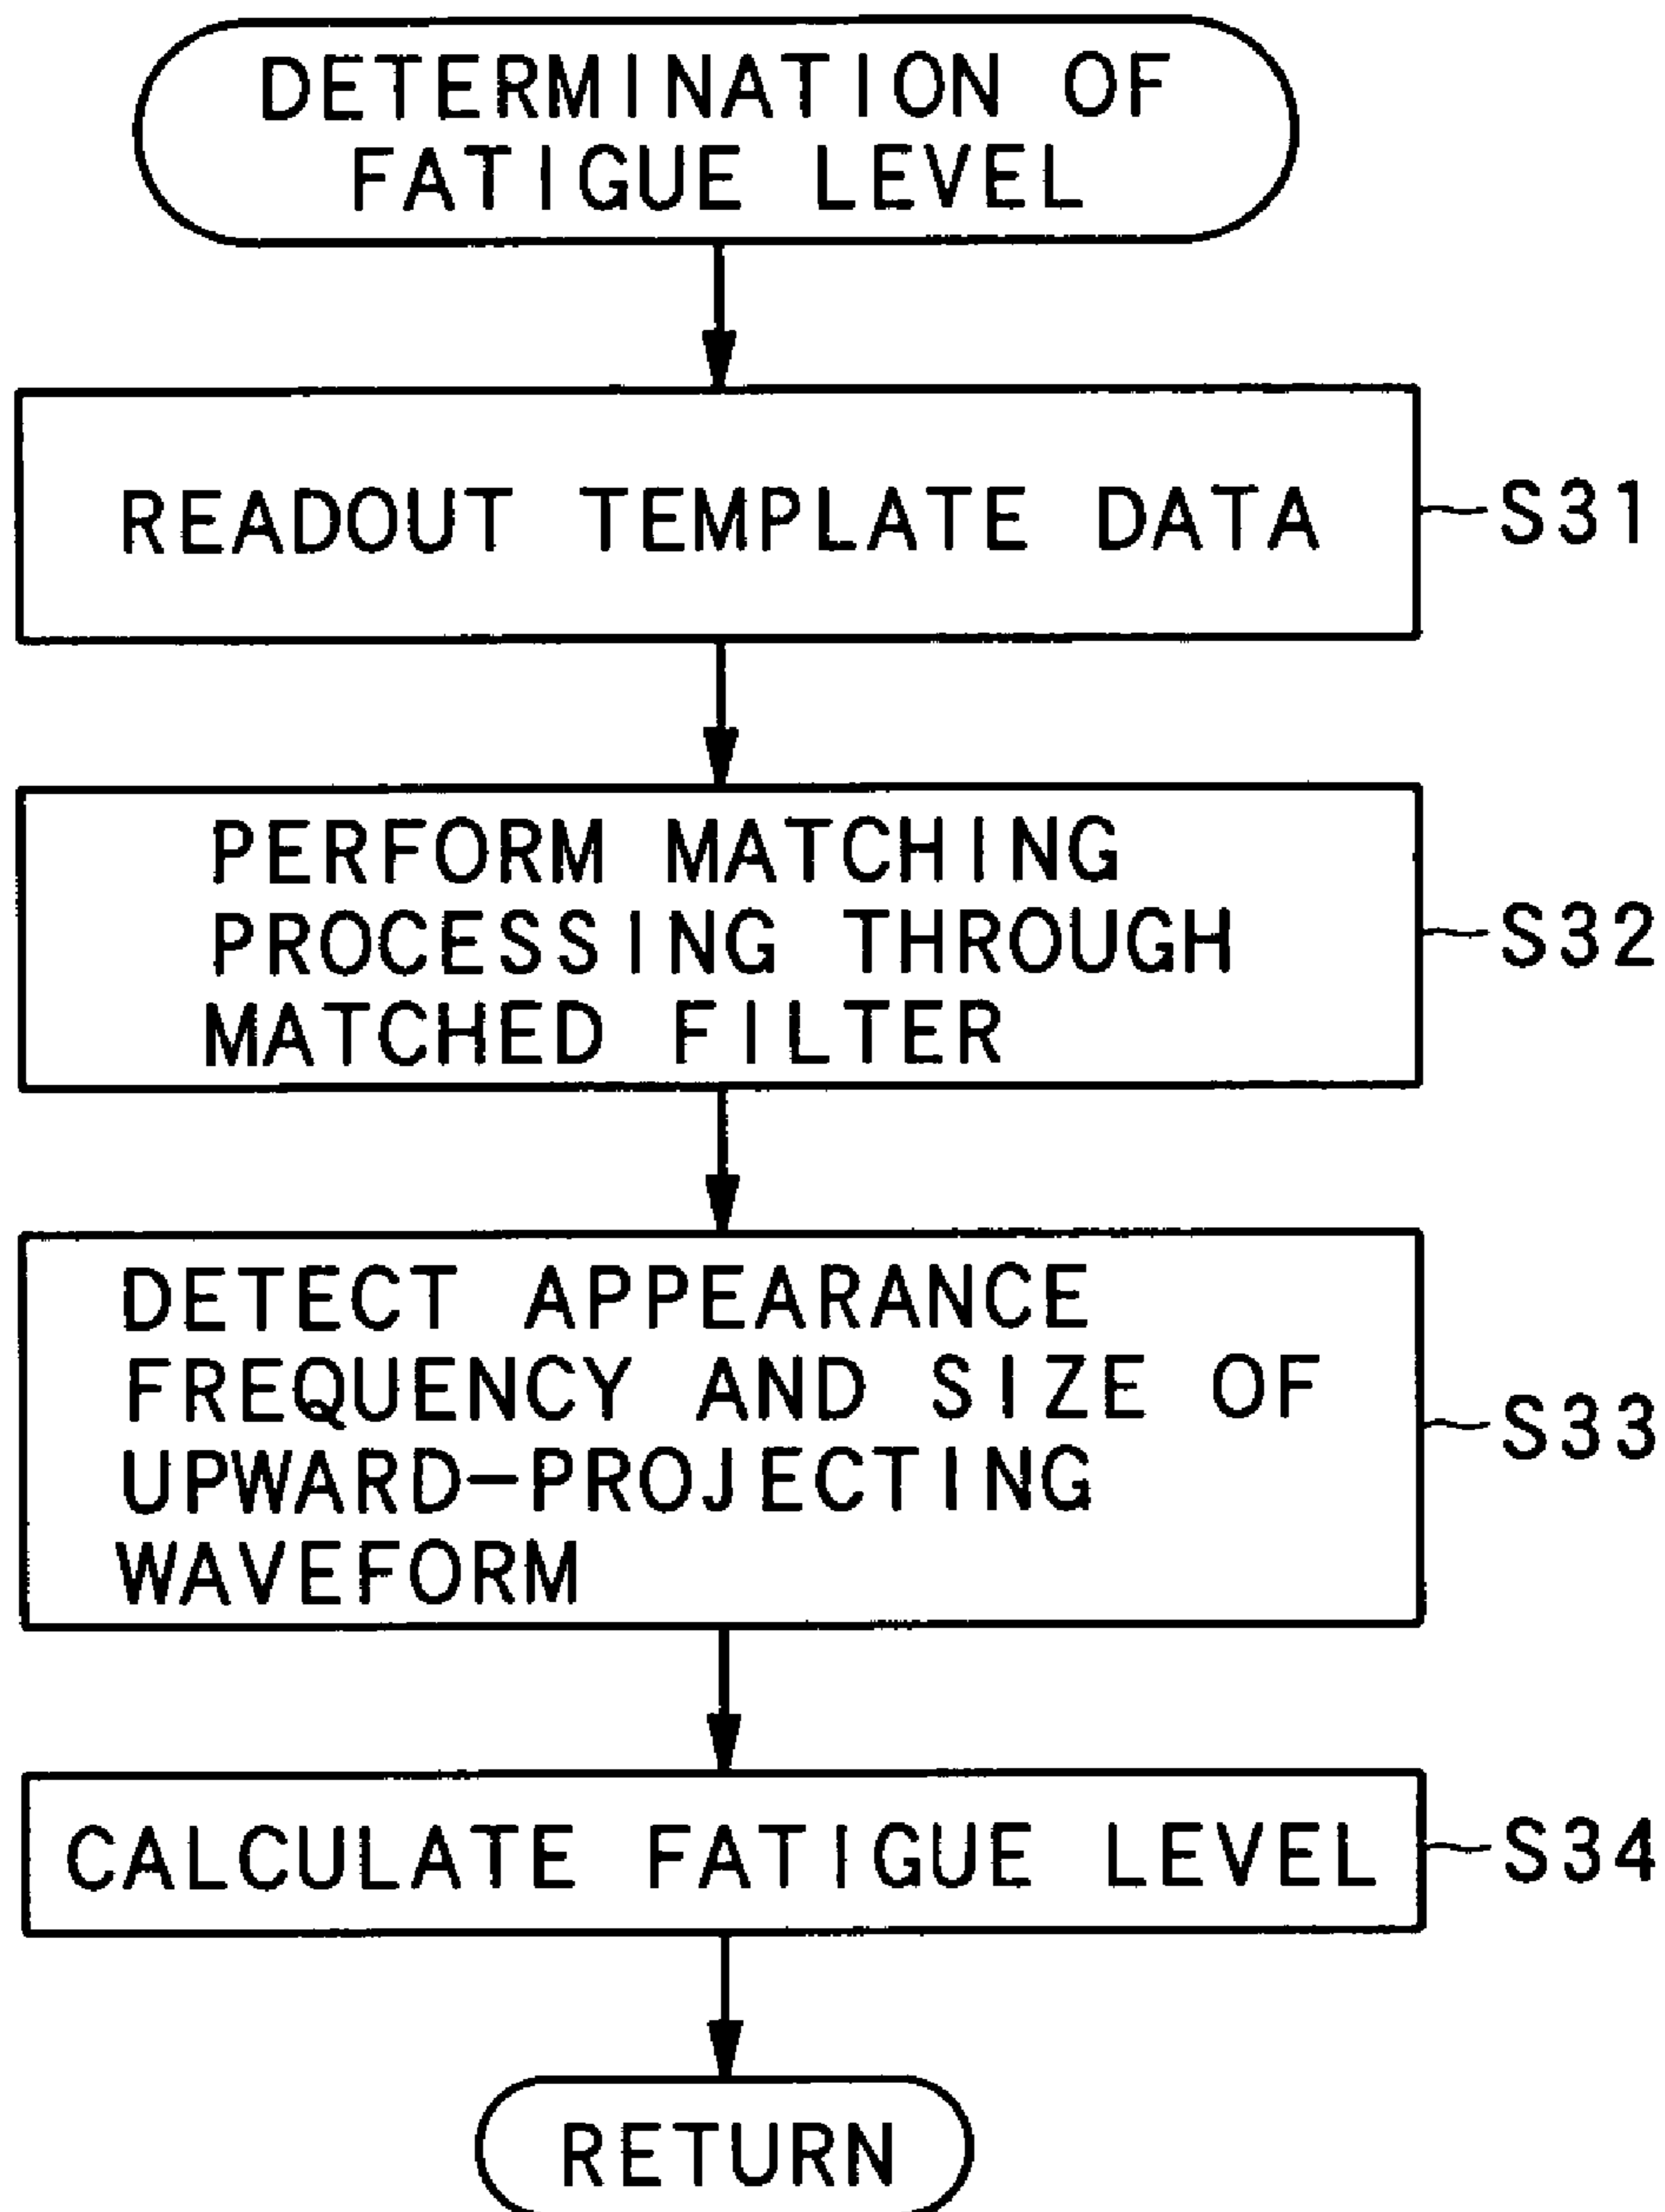 DETERMINATION OF
FATIGUE LEVEL
READOUT TEMPLATE DATA
S31
PERFORM MATCHING
PROCESSING THROUGH
MATCHED FILTER
S32
DETECT APPEARANCE
FREQUENCY AND SIZE OF
UPWARD-PROJECTING
WAVEFORM
S33
CALCULATE FATIGUE LEVEL
S34
RETURN